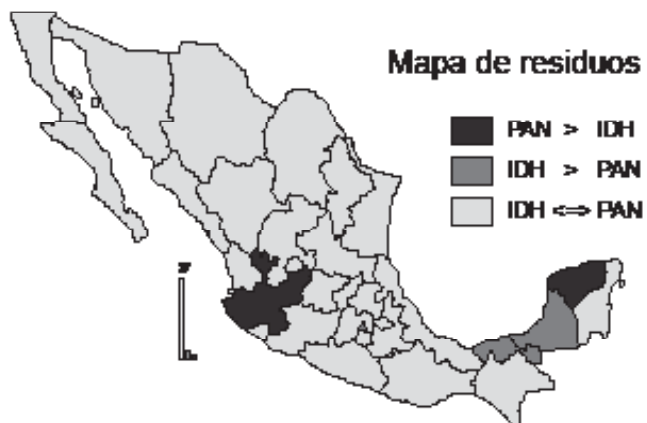 Mapa de residuos
PAN > IDH
IDH > PAN
IDH <=> PAN